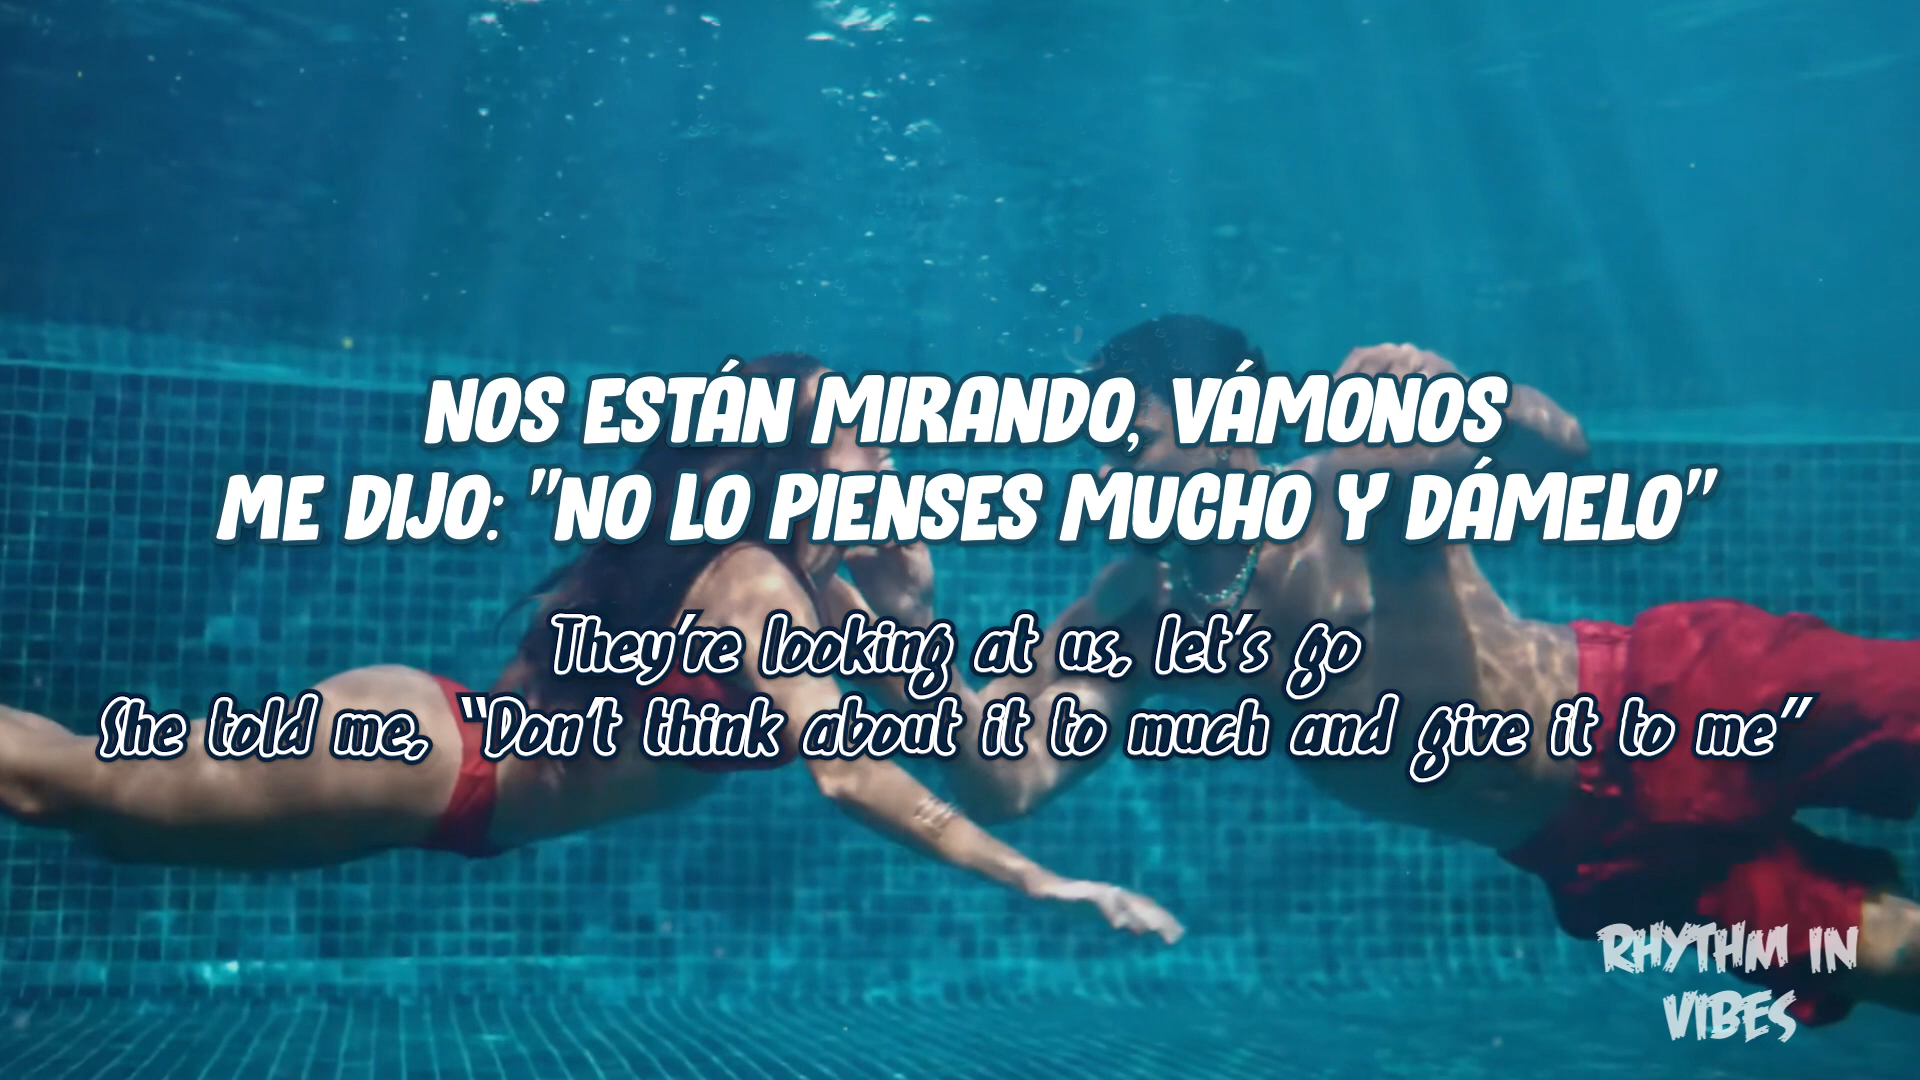 NOS ESTÁN MIRANDO, VÁMONOS
ME DIJO: "NO LO PIENSES MUCHO Y DÁMELO"
They're looking at us, let's go
She told me, “Don't think about it to much and give it to me”
RHYTHM IN
VIBES